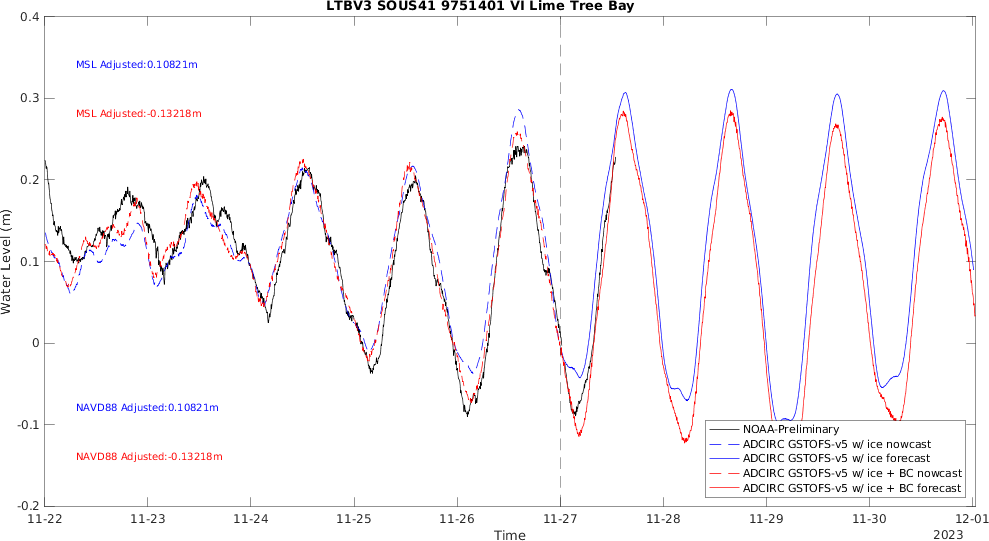 LTBV3 SOUS41 9751401 VI Lime Tree Bay
0.4
0.3
0.2
0.1
0
-0.1
-0.2
Water Level (m)
MSL Adjusted:0.10821m
MSL Adjusted:-0.13218m
NAVD88 Adjusted:0.10821m
NAVD88 Adjusted:-0.13218m
NOAA-Preliminary
ADCIRC GSTOFS-v5 w/ ice nowcast
ADCIRC GSTOFS-v5 w/ ice forecast
ADCIRC GSTOFS-v5 w/ ice + BC nowcast
ADCIRC GSTOFS-v5 w/ ice + BC forecast
11-22 11-23 11-24 11-25 11-26 11-27 11-28 11-29 11-30 12-01
Time
2023